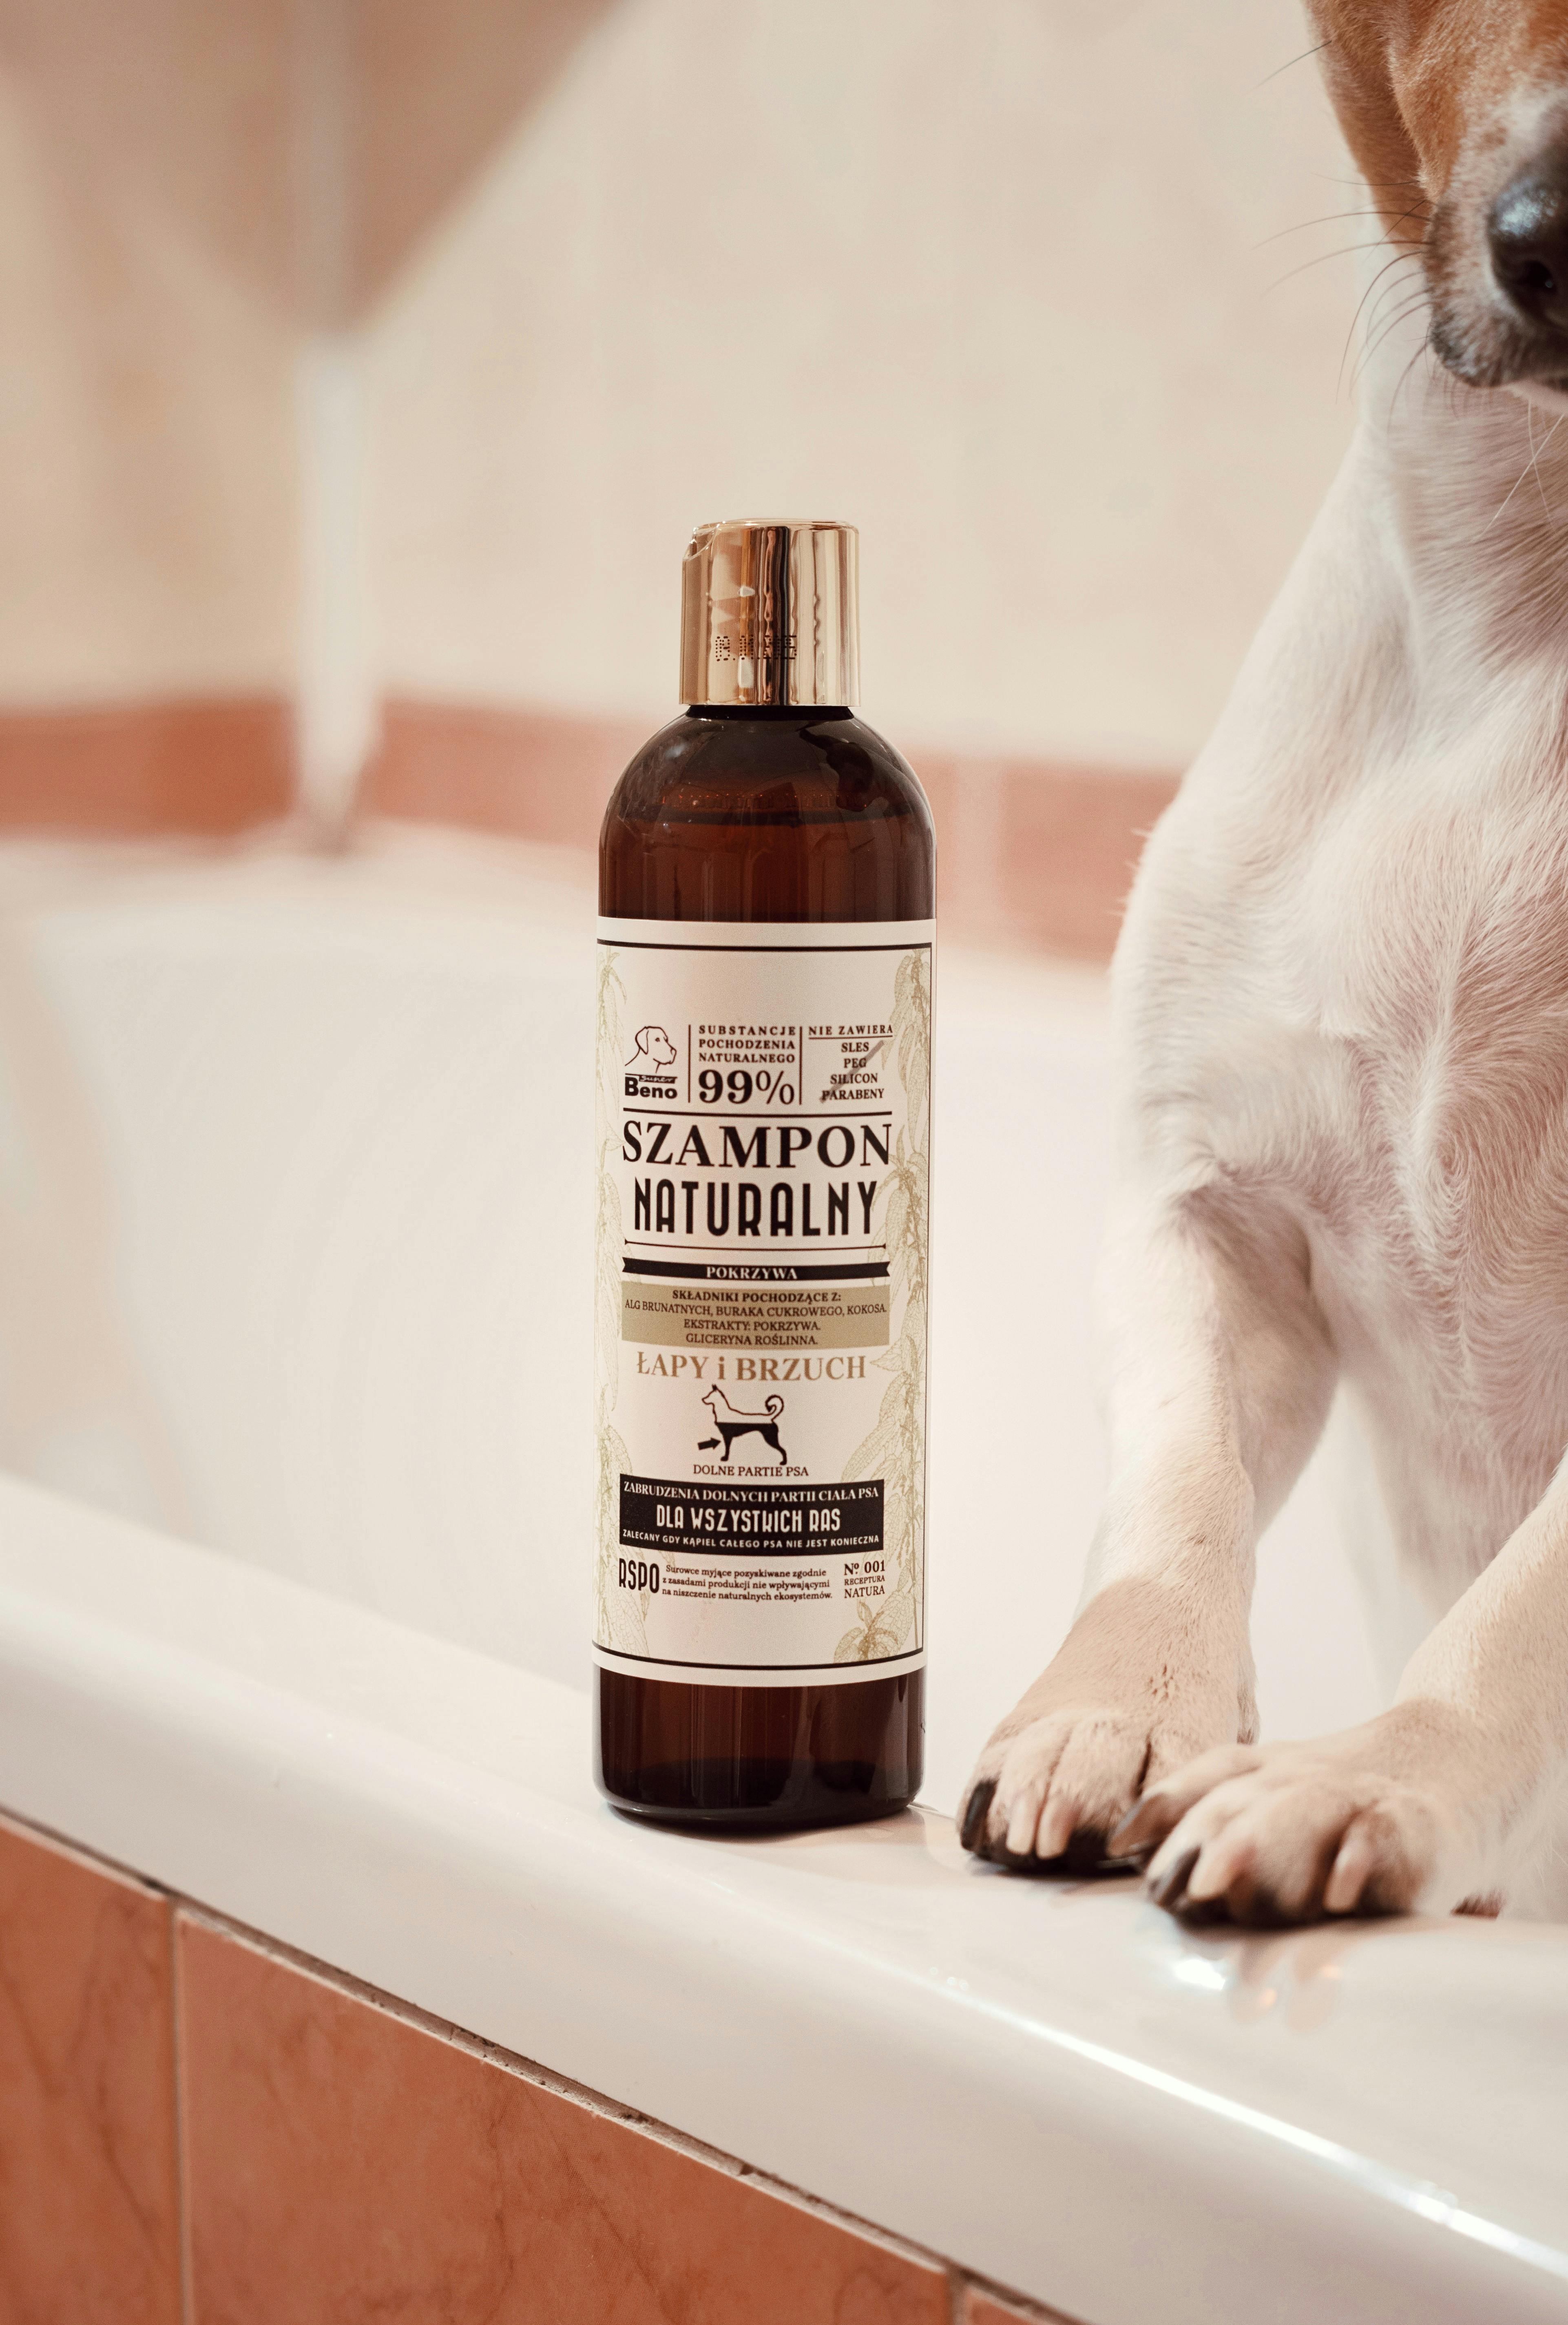 SUBSTANCJE
POCHODZENIA
NATURALNEGO
99%
NIE ZAWIERA
SLES
PEG
SILICON
PARABENY
Beno
SZAMPON
NATURALNY
POKRZYWA
SKŁADNIKI POCHODZĄCE Z:
ALG BRUNATNYCH, BURAKA CUKROWEGO, KOKOSA.
EKSTRAKTY: POKRZYWA.
GLICERYNA ROŚLINNA.
ŁAPY i BRZUCH
DOLNE PARTIE PSA
ZABRUDZENIA DOLNYCH PARTII CIAŁA PSA
DLA WSZYSTKICH RAS
ZALECANY GDY KĄPIEL CAŁEGO PSA NIE JEST KONIECZNA
RSPO
Surowce myjące pozyskiwane zgodnie
z zasadami produkcji nie wpływającymi
na niszczenie naturalnych ekosystemów.
Nº 001
RECEPTURA
NATURA